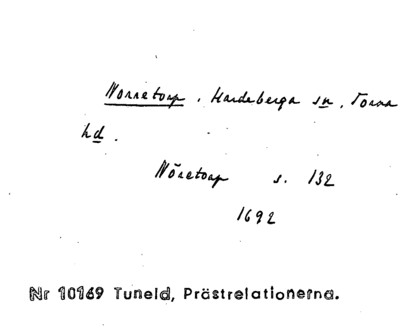 Norretorp. Hardeberga sn, Torna
hd.
Nöretorp s. 132
1692
Nr 10169 Tuneld, Prästrelationerna.